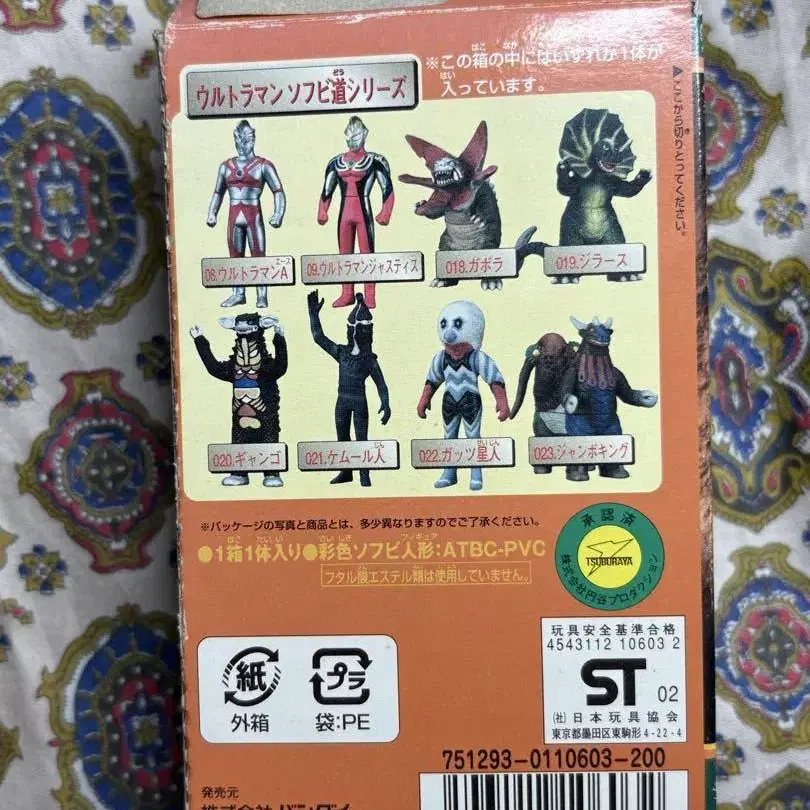 ウルトラマン ソフビ道シリーズ
※この箱の中にはいずれか1体が
入っています。
▲ここから切りとってください。
08.ウルトラマンA
09.ウルトラマンジャスティス
018.ガボラ
019.ジラース
020.ギャンゴ
021.ケムール人
022.ガッツ星人
023.ジャンボキング
※パッケージの写真と商品とは、多少異なりますのでご了承ください。
●1箱1体入り●彩色ソフビ人形:ATBC-PVC
フタル酸エステル類は使用していません。
承認済
TSUBURAYA
株式会社円谷プロダクション
紙
外箱
プラ
袋:PE
玩具安全基準合格
4543112 10603 2
ST 02
(社)日本玩具協会
東京都墨田区東駒形4-22-4
751293-0110603-200
発売元
株式会社バンダイ